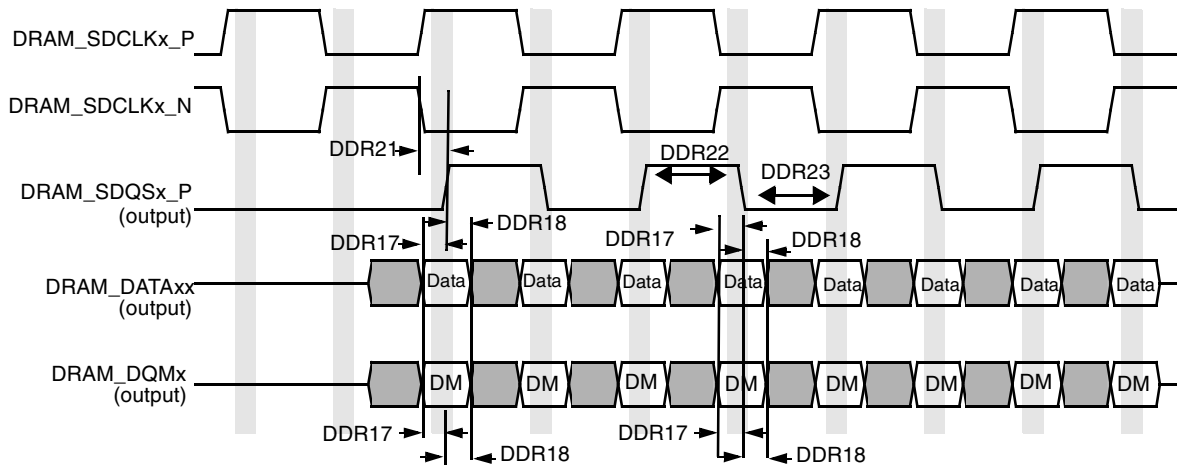 DRAM_SDCLKx_P
DRAM_SDCLKx_N
DDR21
DDR22
DDR23
DRAM_SDQSx_P
(output)
DDR18
DDR17
DDR17
DDR18
DRAM_DATAxx
(output)
Data Data Data Data Data Data Data Data
DRAM_DQMx
(output)
DM DM DM DM DM DM DM DM
DDR17
DDR17
DDR18
DDR18